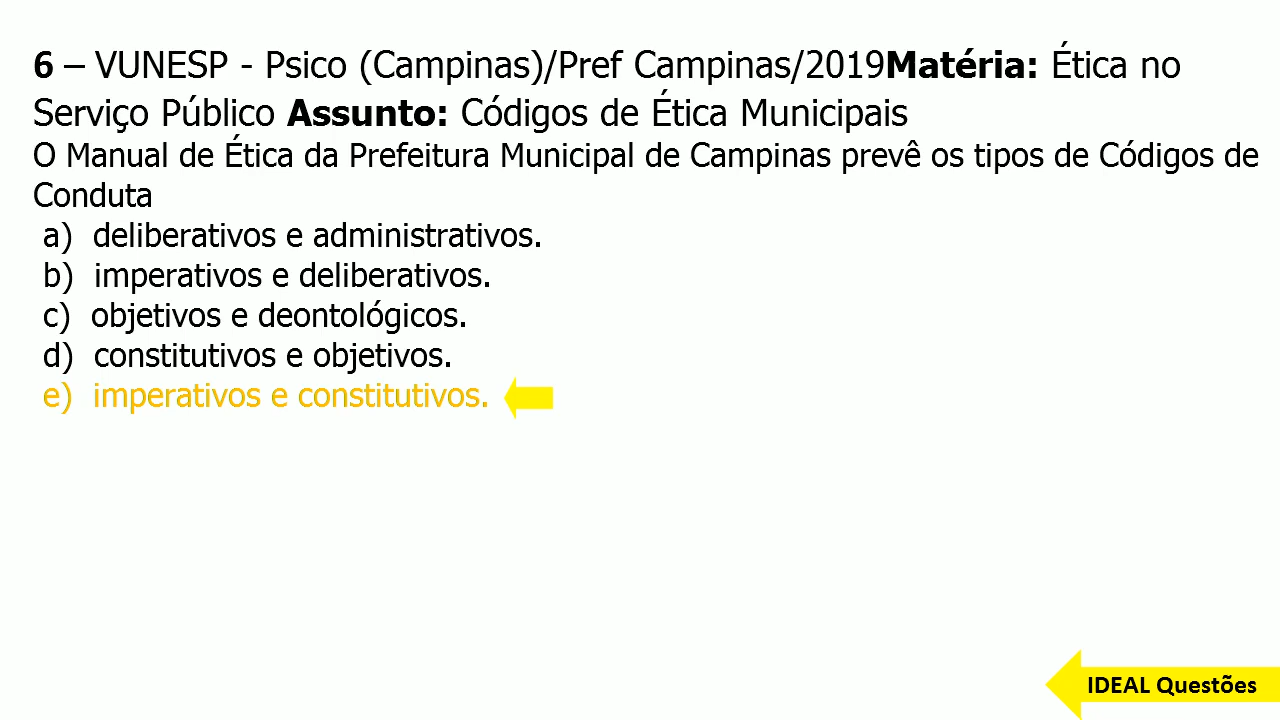 6 – VUNESP - Psico (Campinas)/Pref Campinas/2019Matéria: Ética no
Serviço Público Assunto: Códigos de Ética Municipais
O Manual de Ética da Prefeitura Municipal de Campinas prevê os tipos de Códigos de
Conduta
a) deliberativos e administrativos.
b) imperativos e deliberativos.
c) objetivos e deontológicos.
d) constitutivos e objetivos.
e) imperativos e constitutivos.
IDEAL Questões